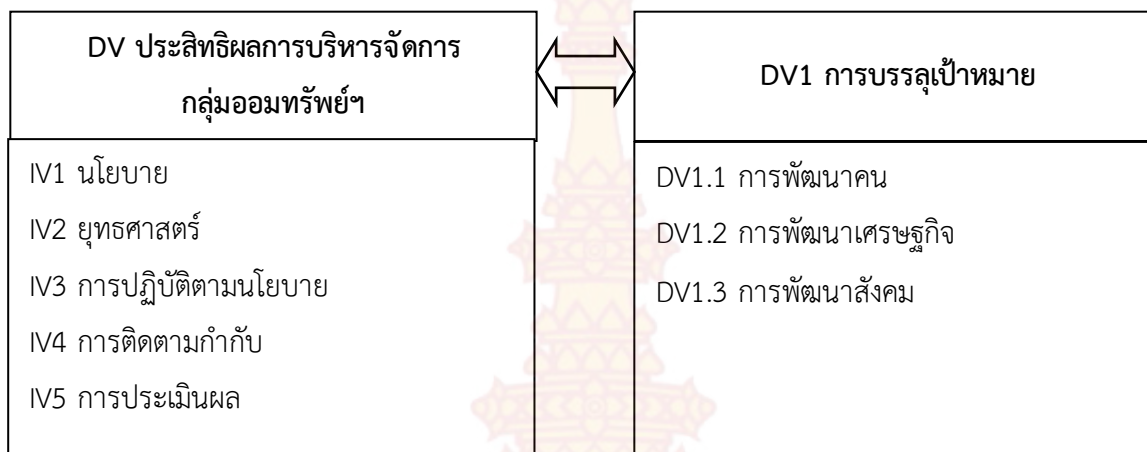 DV ประสิทธิผลการบริหารจัดการ
กลุ่มออมทรัพย์ฯ
DV1 การบรรลุเป้าหมาย
IV1 นโยบาย
IV2 ยุทธศาสตร์
IV3 การปฏิบัติตามนโยบาย
IV4 การติดตามกำกับ
IV5 การประเมินผล
DV1.1 การพัฒนาคน
DV1.2 การพัฒนาเศรษฐกิจ
DV1.3 การพัฒนาสังคม